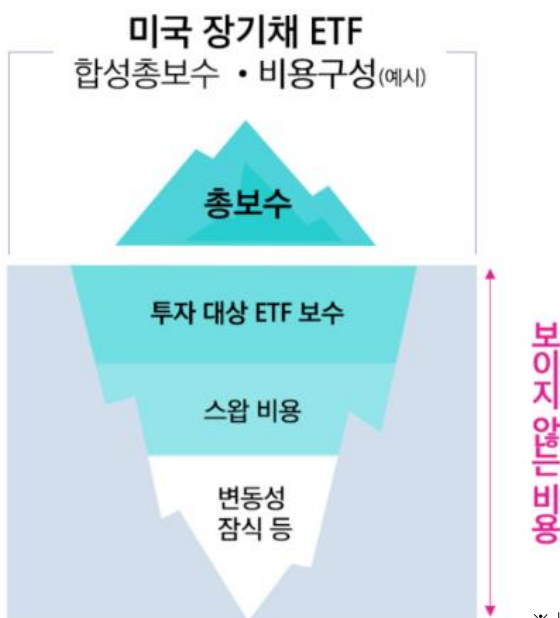 미국 장기채 ETF
합성총보수 • 비용구성(예시)
총보수
투자 대상 ETF 보수
스왑 비용
변동성
잠식 등
보이지 않는 비용
※